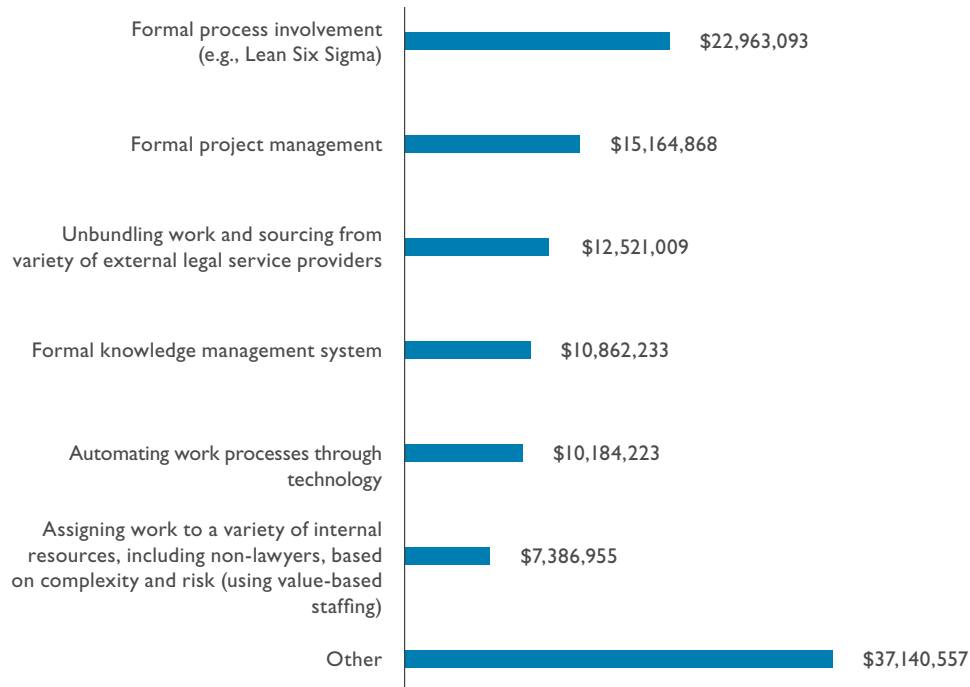 Formal process involvement
(e.g., Lean Six Sigma)
$22,963,093
Formal project management
$15,164,868
Unbundling work and sourcing from
variety of external legal service providers
$12,521,009
Formal knowledge management system
$10,862,233
Automating work processes through
technology
$10,184,223
Assigning work to a variety of internal
resources, including non-lawyers, based
on complexity and risk (using value-based
staffing)
$7,386,955
Other
$37,140,557